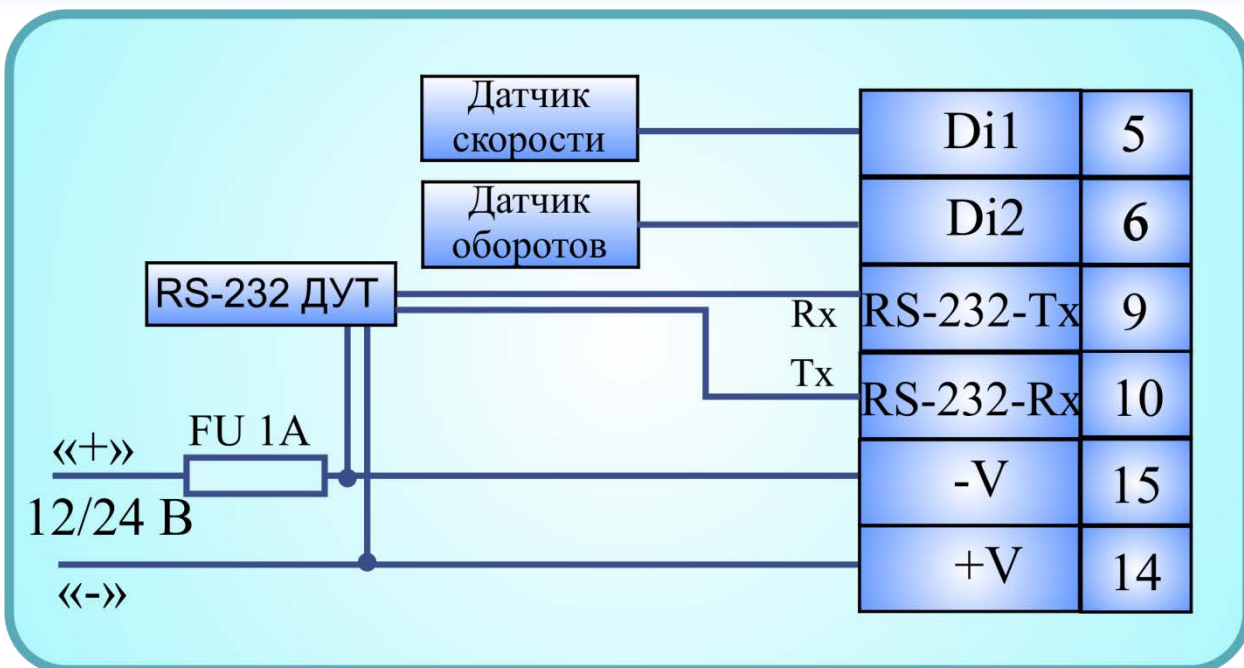 Датчик
скорости
Di1
5
Датчик
оборотов
Di2
6
RS-232 ДУТ
Rx
RS-232-Tx
9
Tx
RS-232-Rx
10
«+»
FU 1A
-V
15
12/24 В
+V
14
«-»